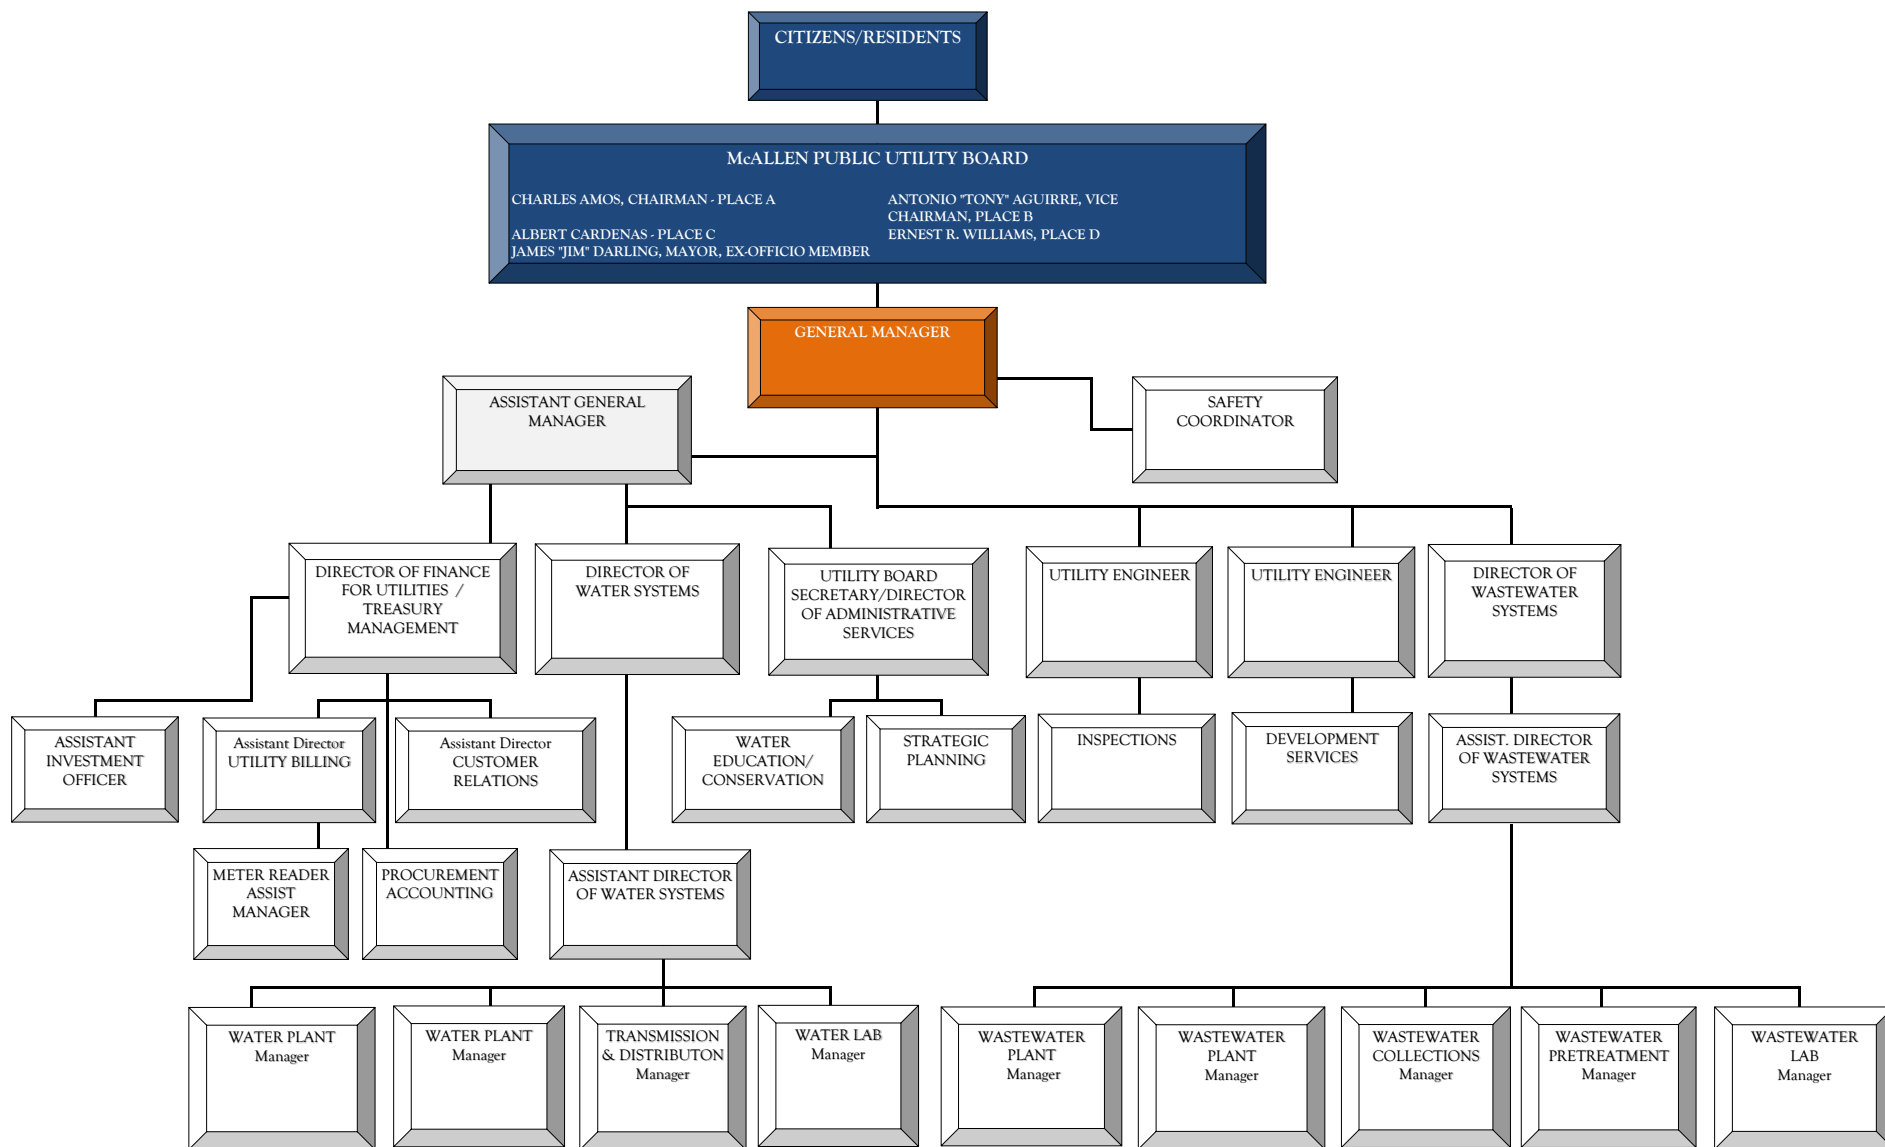 CITIZENS/RESIDENTS
McALLEN PUBLIC UTILITY BOARD
CHARLES AMOS, CHAIRMAN - PLACE A
ANTONIO "TONY" AGUIRRE, VICE
CHAIRMAN, PLACE B
ALBERT CARDENAS - PLACE C
ERNEST R. WILLIAMS, PLACE D
JAMES "JIM" DARLING, MAYOR, EX-OFFICIO MEMBER
GENERAL MANAGER
ASSISTANT GENERAL
MANAGER
SAFETY
COORDINATOR
DIRECTOR OF FINANCE
FOR UTILITIES /
TREASURY
MANAGEMENT
DIRECTOR OF
WATER SYSTEMS
UTILITY BOARD
SECRETARY/DIRECTOR
OF ADMINISTRATIVE
SERVICES
UTILITY ENGINEER
UTILITY ENGINEER
DIRECTOR OF
WASTEWATER
SYSTEMS
ASSISTANT
INVESTMENT
OFFICER
Assistant Director
UTILITY BILLING
Assistant Director
CUSTOMER
RELATIONS
WATER
EDUCATION/
CONSERVATION
STRATEGIC
PLANNING
INSPECTIONS
DEVELOPMENT
SERVICES
ASSIST. DIRECTOR
OF WASTEWATER
SYSTEMS
METER READER
ASSIST
MANAGER
PROCUREMENT
ACCOUNTING
ASSISTANT DIRECTOR
OF WATER SYSTEMS
WATER PLANT
Manager
WATER PLANT
Manager
TRANSMISSION
& DISTRIBUTON
Manager
WATER LAB
Manager
WASTEWATER
PLANT
Manager
WASTEWATER
PLANT
Manager
WASTEWATER
COLLECTIONS
Manager
WASTEWATER
PRETREATMENT
Manager
WASTEWATER
LAB
Manager